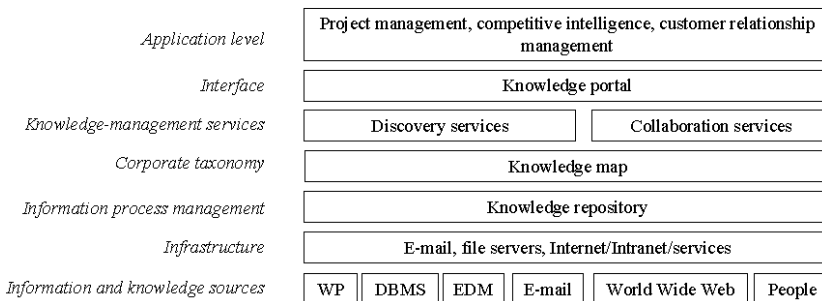 Application level
Project management, competitive intelligence, customer relationship
management
Interface
Knowledge portal
Knowledge-management services
Discovery services
Collaboration services
Corporate taxonomy
Knowledge map
Information process management
Knowledge repository
Infrastructure
E-mail, file servers, Internet/Intranet/services
Information and knowledge sources
WP
DBMS
EDM
E-mail
World Wide Web
People